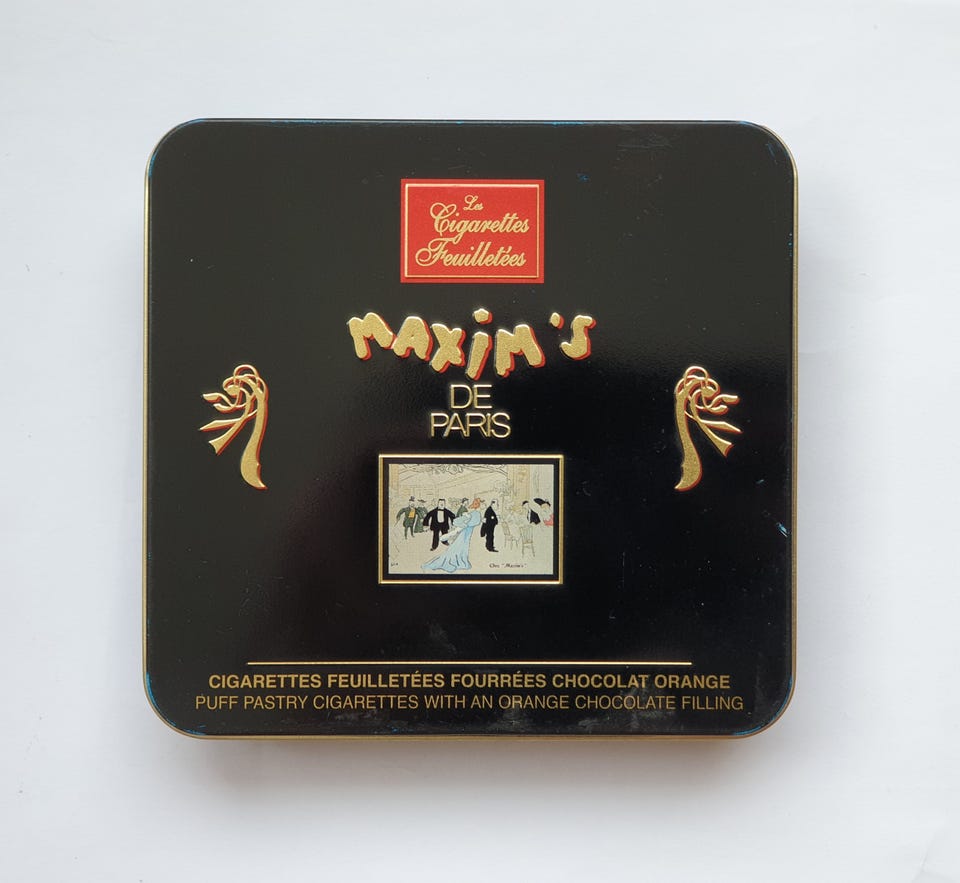 Les
Cigarettes
Feuilletées
MAXiM'S
DE
PARIS
Chez "Maxim's"
CIGARETTES FEUILLETÉES FOURRÉES CHOCOLAT ORANGE
PUFF PASTRY CIGARETTES WITH AN ORANGE CHOCOLATE FILLING